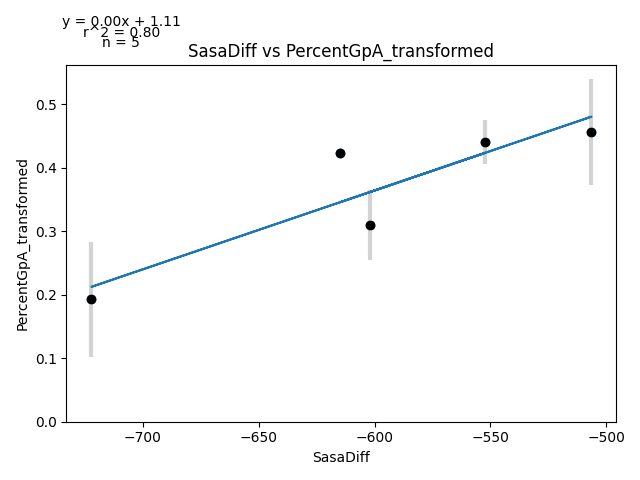 y = 0.00x + 1.11
r^2 = 0.80
n = 5
SasaDiff vs PercentGpA_transformed
PercentGpA_transformed
0.5
0.4
0.3
0.2
0.1
0.0
−700
−650
−600
−550
−500
SasaDiff